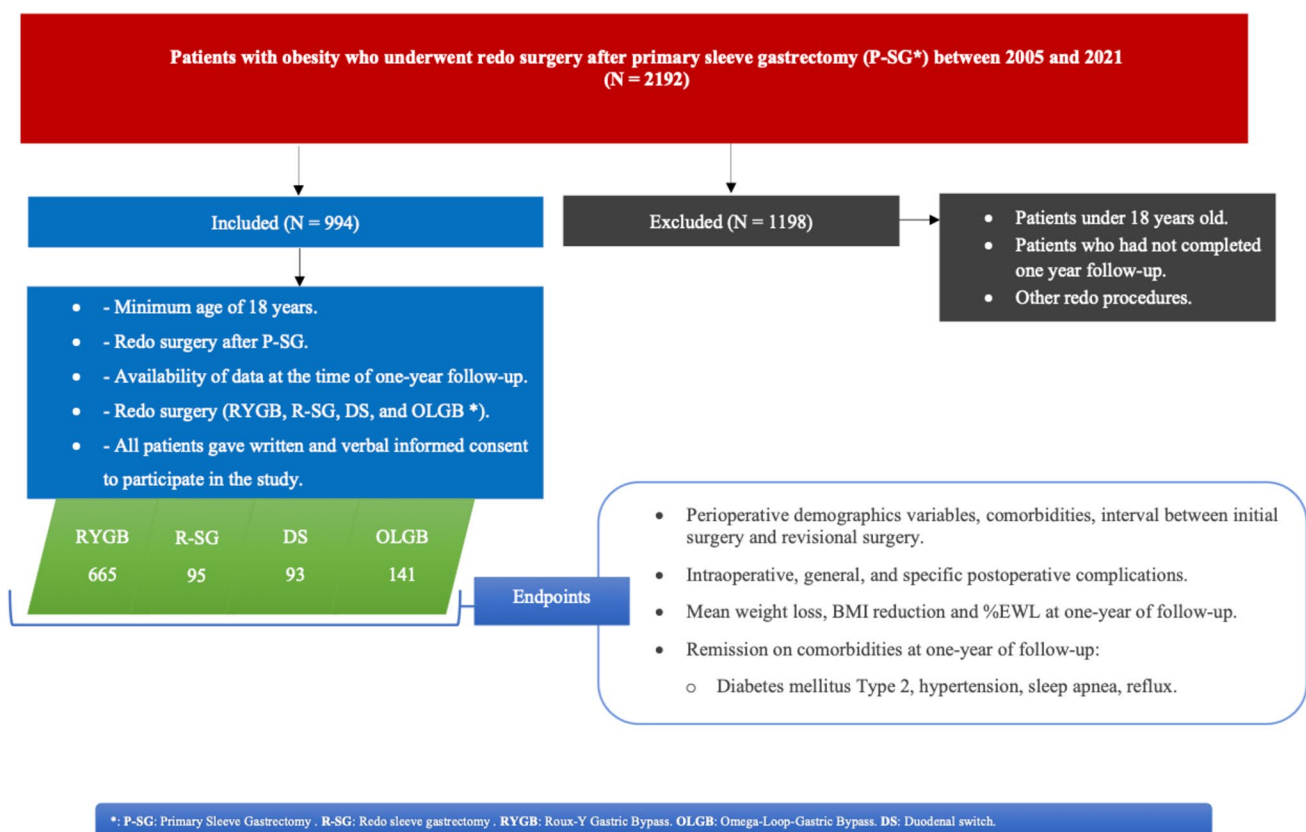 Patients with obesity who underwent redo surgery after primary sleeve gastrectomy (P-SG*) between 2005 and 2021
(N = 2192)
Included (N = 994)
Excluded (N = 1198)
• Patients under 18 years old.
• Patients who had not completed
one year follow-up.
• Other redo procedures.
• - Minimum age of 18 years.
• - Redo surgery after P-SG.
• - Availability of data at the time of one-year follow-up.
• - Redo surgery (RYGB, R-SG, DS, and OLGB *).
• - All patients gave written and verbal informed consent
to participate in the study.
RYGB R-SG DS OLGB
665 95 93 141
Endpoints
• Perioperative demographics variables, comorbidities, interval between initial
surgery and revisional surgery.
• Intraoperative, general, and specific postoperative complications.
• Mean weight loss, BMI reduction and %EWL at one-year of follow-up.
• Remission on comorbidities at one-year of follow-up:
o Diabetes mellitus Type 2, hypertension, sleep apnea, reflux.
*: P-SG: Primary Sleeve Gastrectomy . R-SG: Redo sleeve gastrectomy . RYGB: Roux-Y Gastric Bypass. OLGB: Omega-Loop-Gastric Bypass. DS: Duodenal switch.